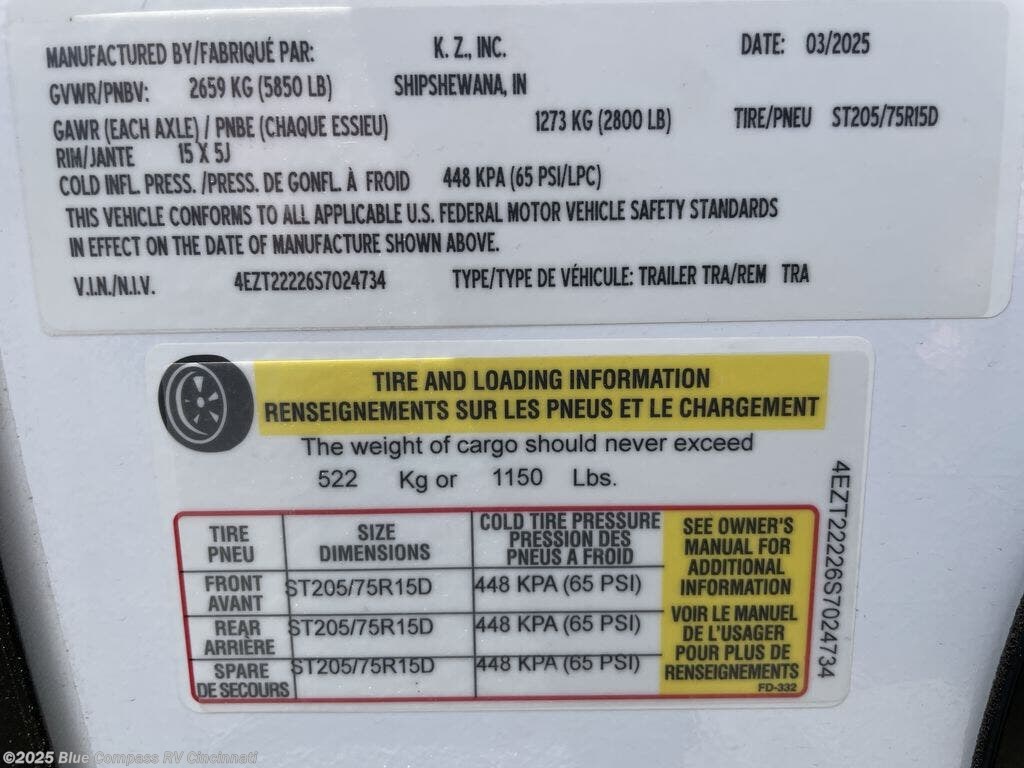 MANUFACTURED BY/FABRIQUÉ PAR: K. Z., INC. DATE: 03/2025
GVWR/PNBV: 2659 KG (5850 LB) SHIPSHEWANA, IN
GAWR (EACH AXLE) / PNBE (CHAQUE ESSIEU) 1273 KG (2800 LB) TIRE/PNEU ST205/75R15D
RIM/JANTE 15 X 5J
COLD INFL. PRESS. /PRESS. DE GONFL. À FROID 448 KPA (65 PSI/LPC)
THIS VEHICLE CONFORMS TO ALL APPLICABLE U.S. FEDERAL MOTOR VEHICLE SAFETY STANDARDS
IN EFFECT ON THE DATE OF MANUFACTURE SHOWN ABOVE.
V.I.N./N.I.V. 4EZT22226S7024734 TYPE/TYPE DE VÉHICULE: TRAILER TRA/REM TRA
TIRE AND LOADING INFORMATION
RENSEIGNEMENTS SUR LES PNEUS ET LE CHARGEMENT
The weight of cargo should never exceed
522 Kg or 1150 Lbs.
TIRE
PNEU
SIZE
DIMENSIONS
COLD TIRE PRESSURE
PRESSION DES
PNEUS A FROID
FRONT
AVANT
ST205/75R15D
448 KPA (65 PSI)
REAR
ARRIÈRE
ST205/75R15D
448 KPA (65 PSI)
SPARE
DE SECOURS
ST205/75R15D
448 KPA (65 PSI)
SEE OWNER'S
MANUAL FOR
ADDITIONAL
INFORMATION
VOIR LE MANUEL
DE L'USAGER
POUR PLUS DE
RENSEIGNEMENTS
FD-332
4EZT22226S7024734
©2025 Blue Compass RV Cincinnati